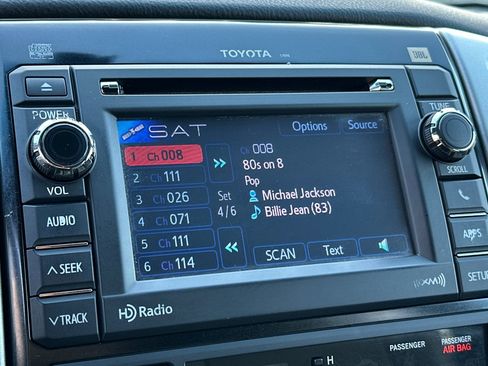 TOYOTA
JBL
POWER
VOL
AUDIO
∧ SEEK
∨ TRACK
HD Radio
SAT
Options
Source
1 Ch 008
2 Ch 111
3 Ch 026
4 Ch 071
5 Ch 111
6 Ch 114
Set
4/6
Ch 008
80s on 8
Pop
Michael Jackson
Billie Jean (83)
SCAN
Text
TUNE
SCROLL
APPS
SETUP
PASSENGER
PASSENGER
AIR BAG
H